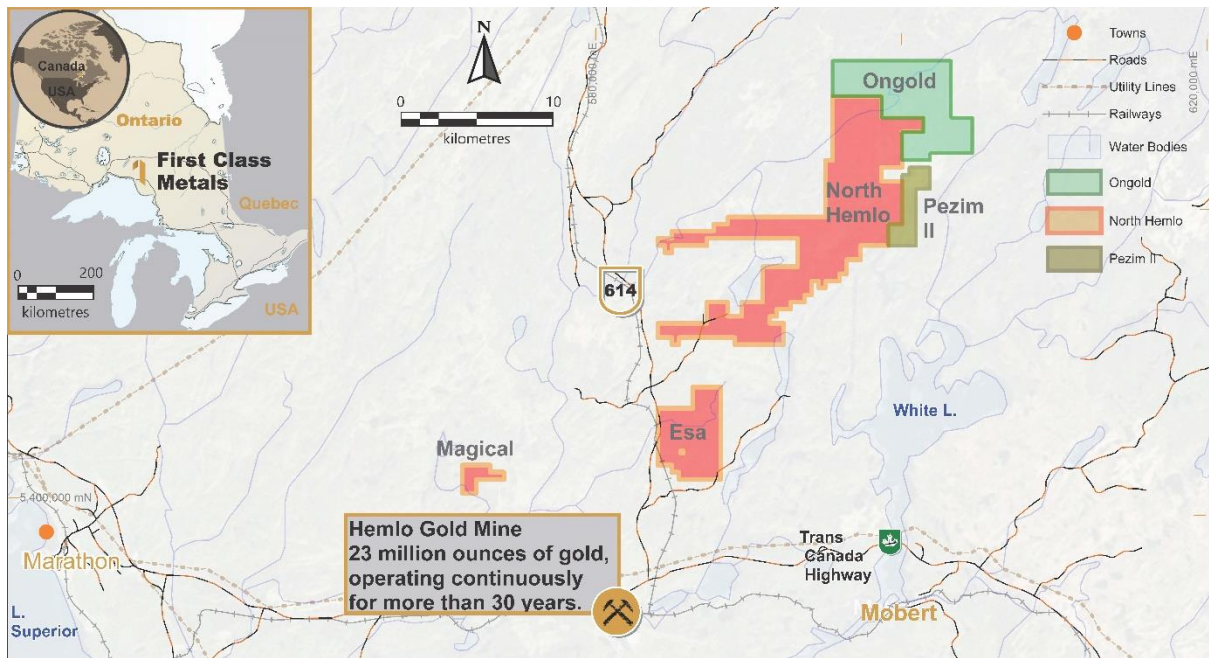 Canada
USA
Ontario
First Class
Metals
Quebec
USA
0 200
kilometres
N
0 10
kilometres
580,000 mE
620,000 mE
Ongold
North
Hemlo
Pezim
II
614
Towns
Roads
Utility Lines
Railways
Water Bodies
Ongold
North Hemlo
Pezim II
White L.
Esa
Magical
5,400,000 mN
Marathon
L.
Superior
Hemlo Gold Mine
23 million ounces of gold,
operating continuously
for more than 30 years.
Trans
Canada
Highway
Mobert